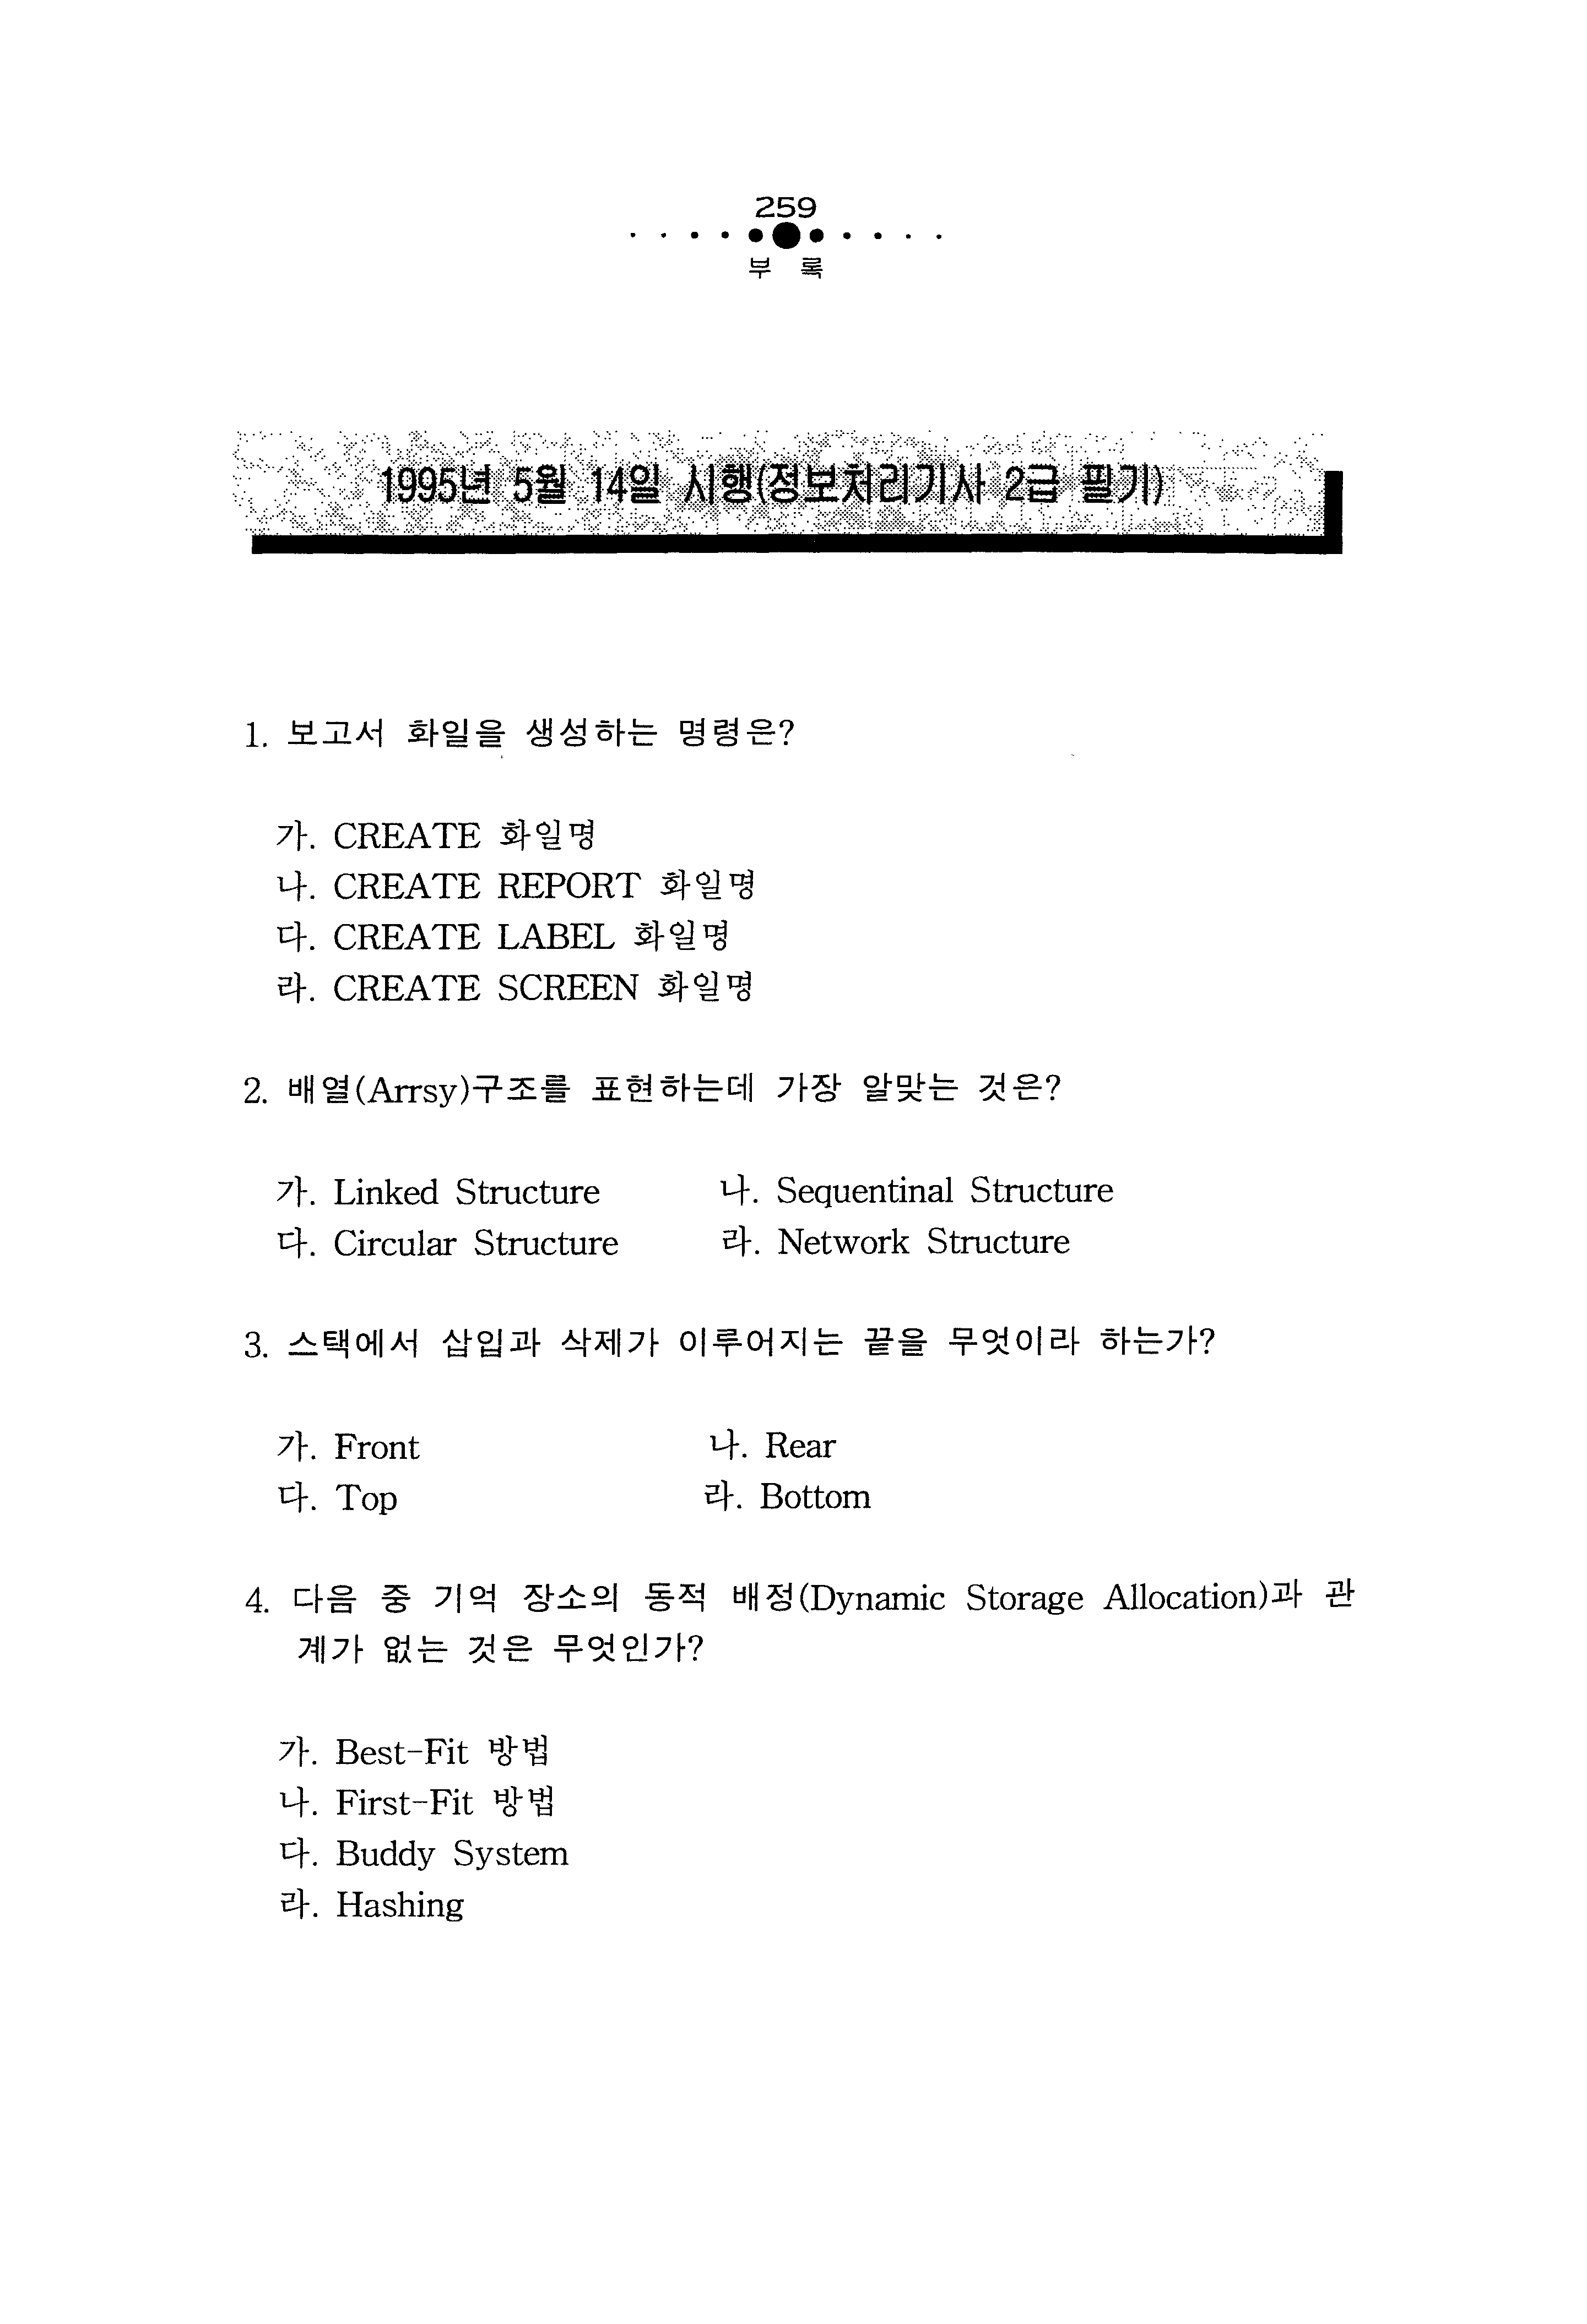 259
부 록
1995년 5월 14일 시행(정보처리기사 2급 필기)
1. 보고서 화일을 생성하는 명령은?
가. CREATE 화일명
나. CREATE REPORT 화일명
다. CREATE LABEL 화일명
라. CREATE SCREEN 화일명
2. 배열(Arrsy)구조를 표현하는데 가장 알맞는 것은?
가. Linked Structure 나. Sequentinal Structure
다. Circular Structure 라. Network Structure
3. 스택에서 삽입과 삭제가 이루어지는 끝을 무엇이라 하는가?
가. Front 나. Rear
다. Top 라. Bottom
4. 다음 중 기억 장소의 동적 배정(Dynamic Storage Allocation)과 관
계가 없는 것은 무엇인가?
가. Best-Fit 방법
나. First-Fit 방법
다. Buddy System
라. Hashing